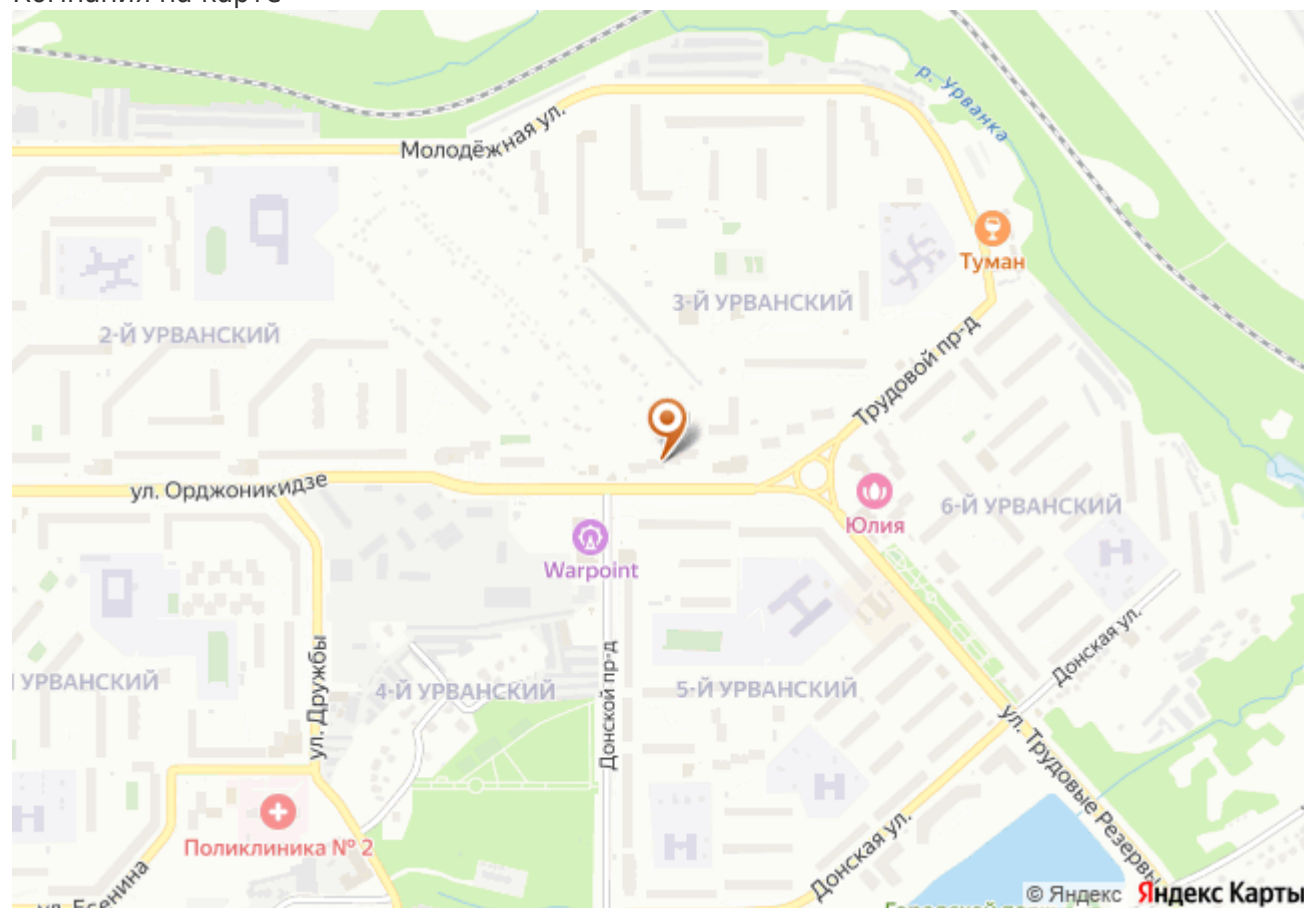 р. Урванка
Молодёжная ул.
Туман
3-Й УРВАНСКИЙ
2-Й УРВАНСКИЙ
Трудовой пр-д
ул. Орджоникидзе
Юлия
6-Й УРВАНСКИЙ
Warpoint
Донская ул.
УРВАНСКИЙ
ул. Дружбы
4-Й УРВАНСКИЙ
Донской пр-д
5-Й УРВАНСКИЙ
ул. Трудовые Резервы
Поликлиника № 2
Донская ул.
ул. Есенина
© Яндекс Яндекс Карты